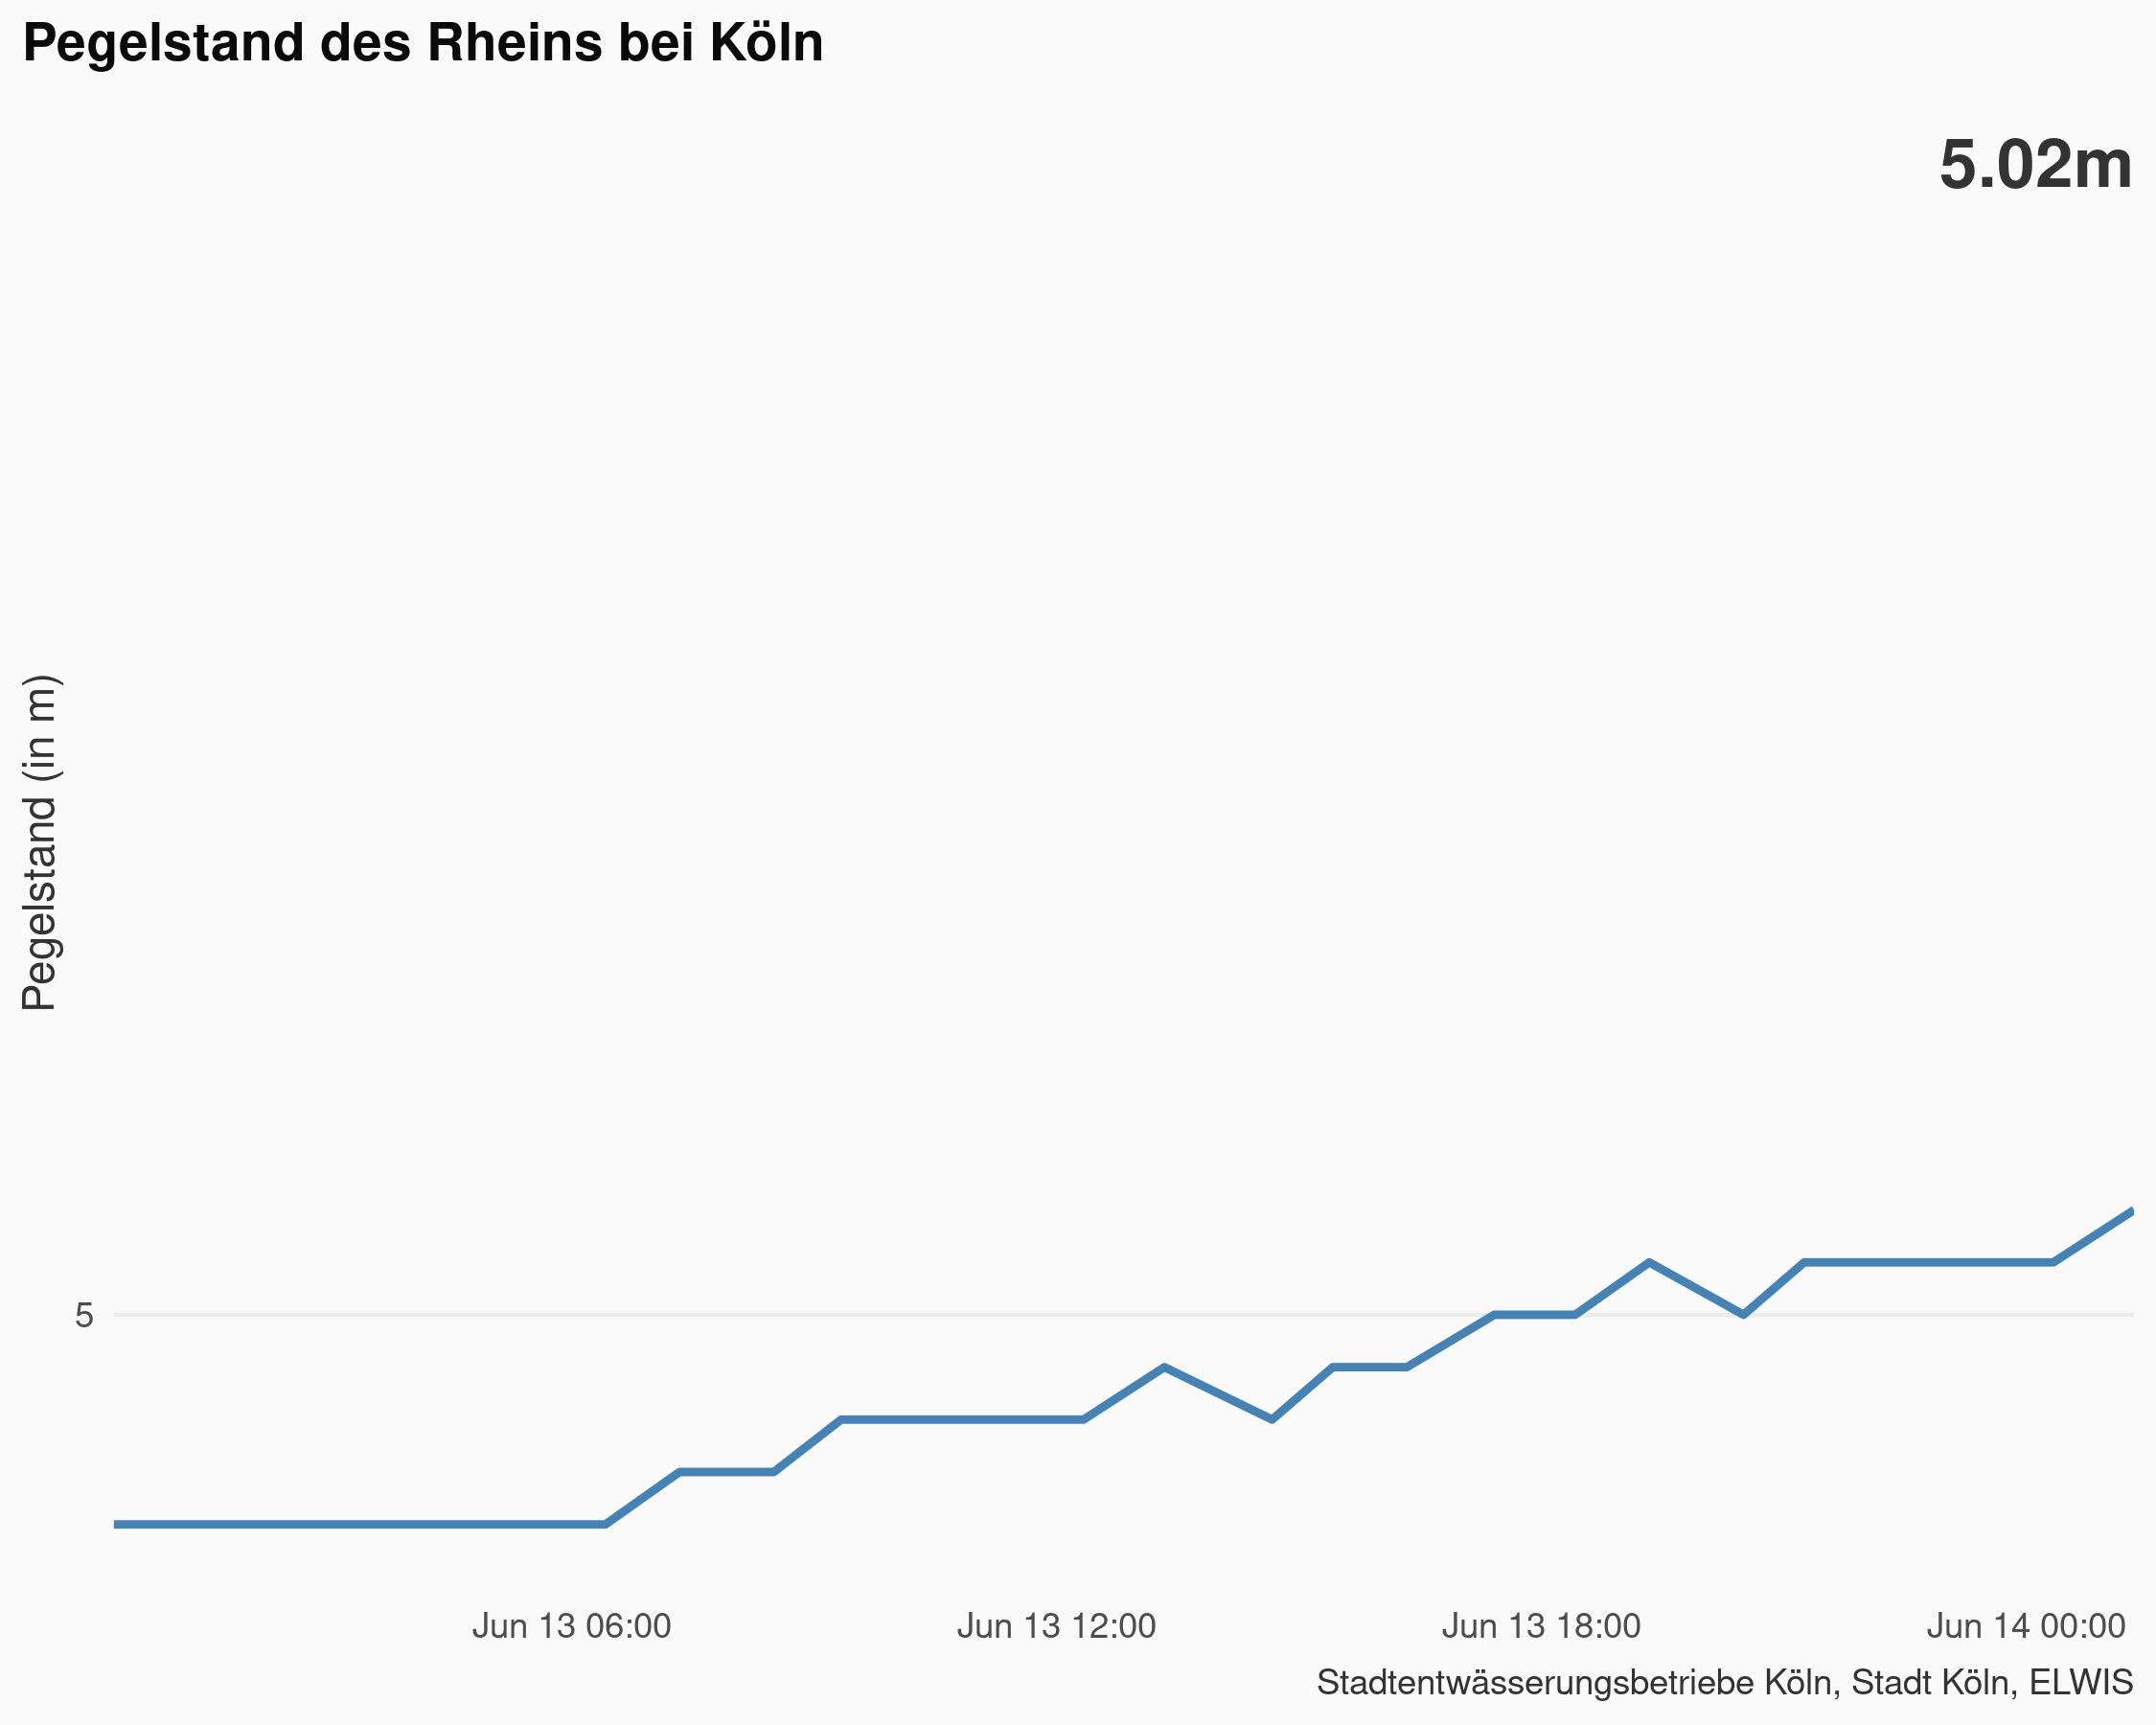 Pegelstand des Rheins bei Köln
5.02m
Pegelstand (in m)
5
Jun 13 06:00
Jun 13 12:00
Jun 13 18:00
Jun 14 00:00
Stadtentwässerungsbetriebe Köln, Stadt Köln, ELWIS